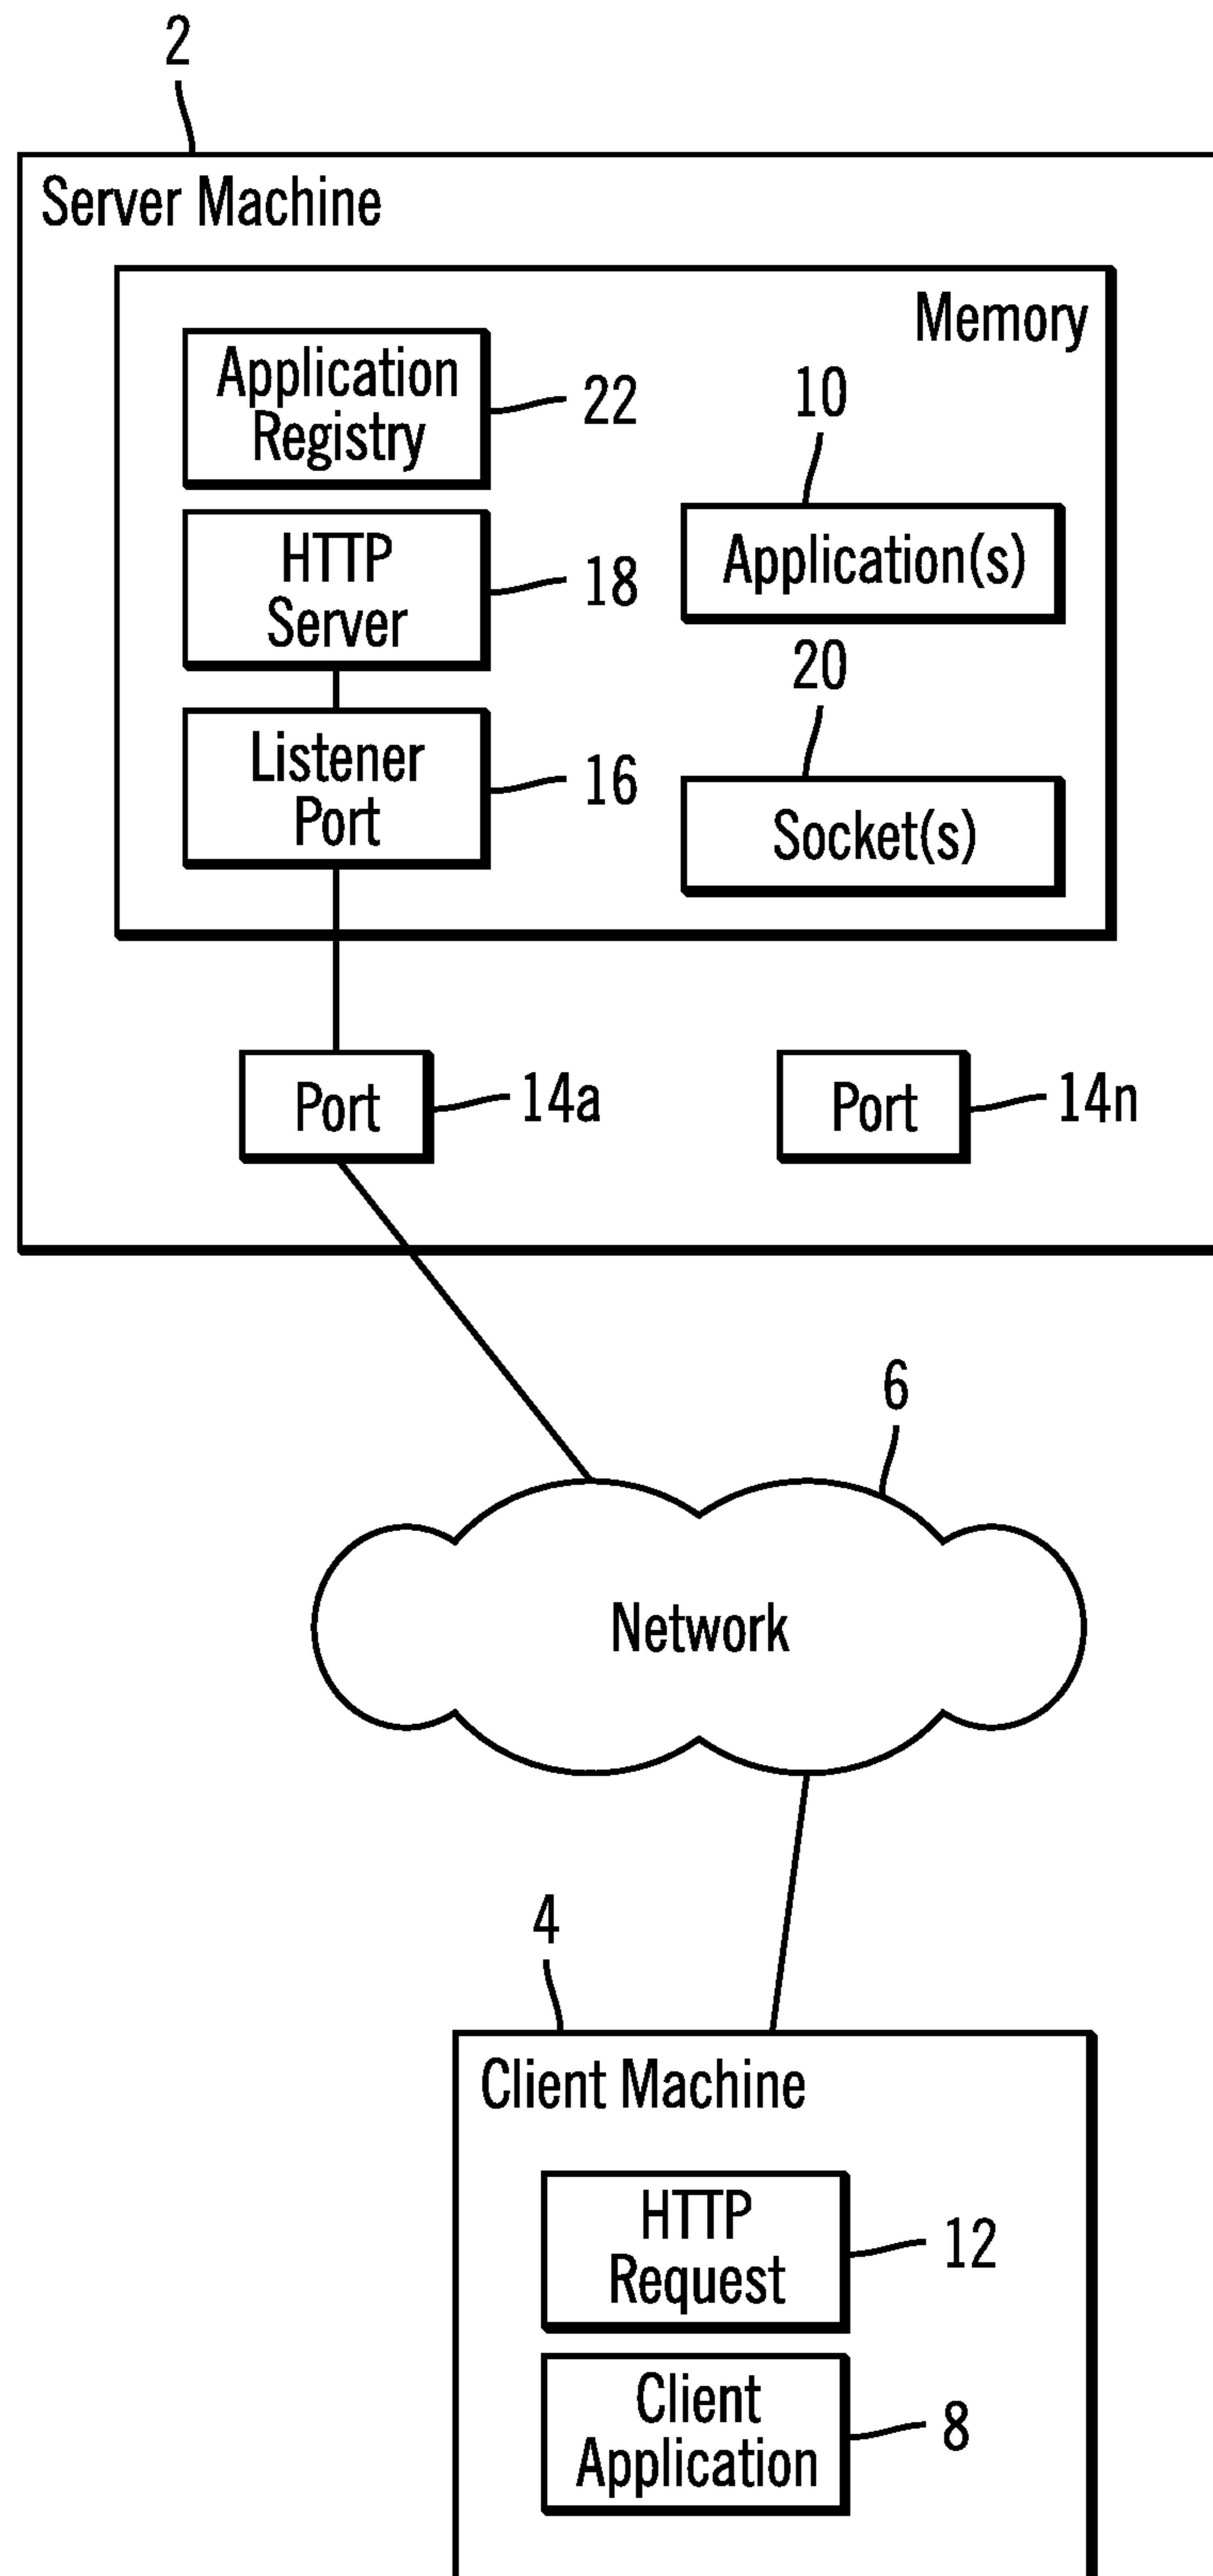 2
Server Machine
Memory
Application
Registry
22
10
HTTP
Server
18
Application(s)
20
Listener
Port
16
Socket(s)
Port
14a
Port
14n
6
Network
4
Client Machine
HTTP
Request
12
Client
Application
8